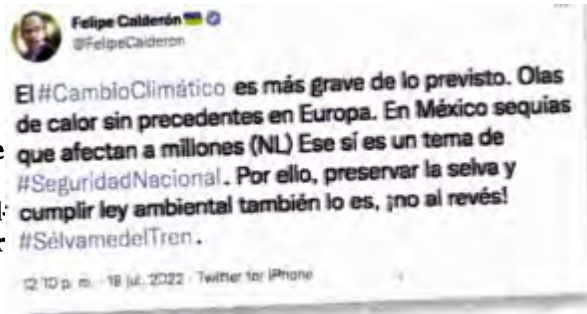 Felipe Calderón
@FelipeCalderon
El #CambioClimático es más grave de lo previsto. Olas
de calor sin precedentes en Europa. En México sequias
que afectan a millones (NL) Ese sí es un tema de
#SeguridadNacional. Por ello, preservar la selva y
cumplir ley ambiental también lo es, ¡no al revés!
#SélvamedelTren.
12:10 p. m. · 18 jul. 2022 · Twitter for iPhone